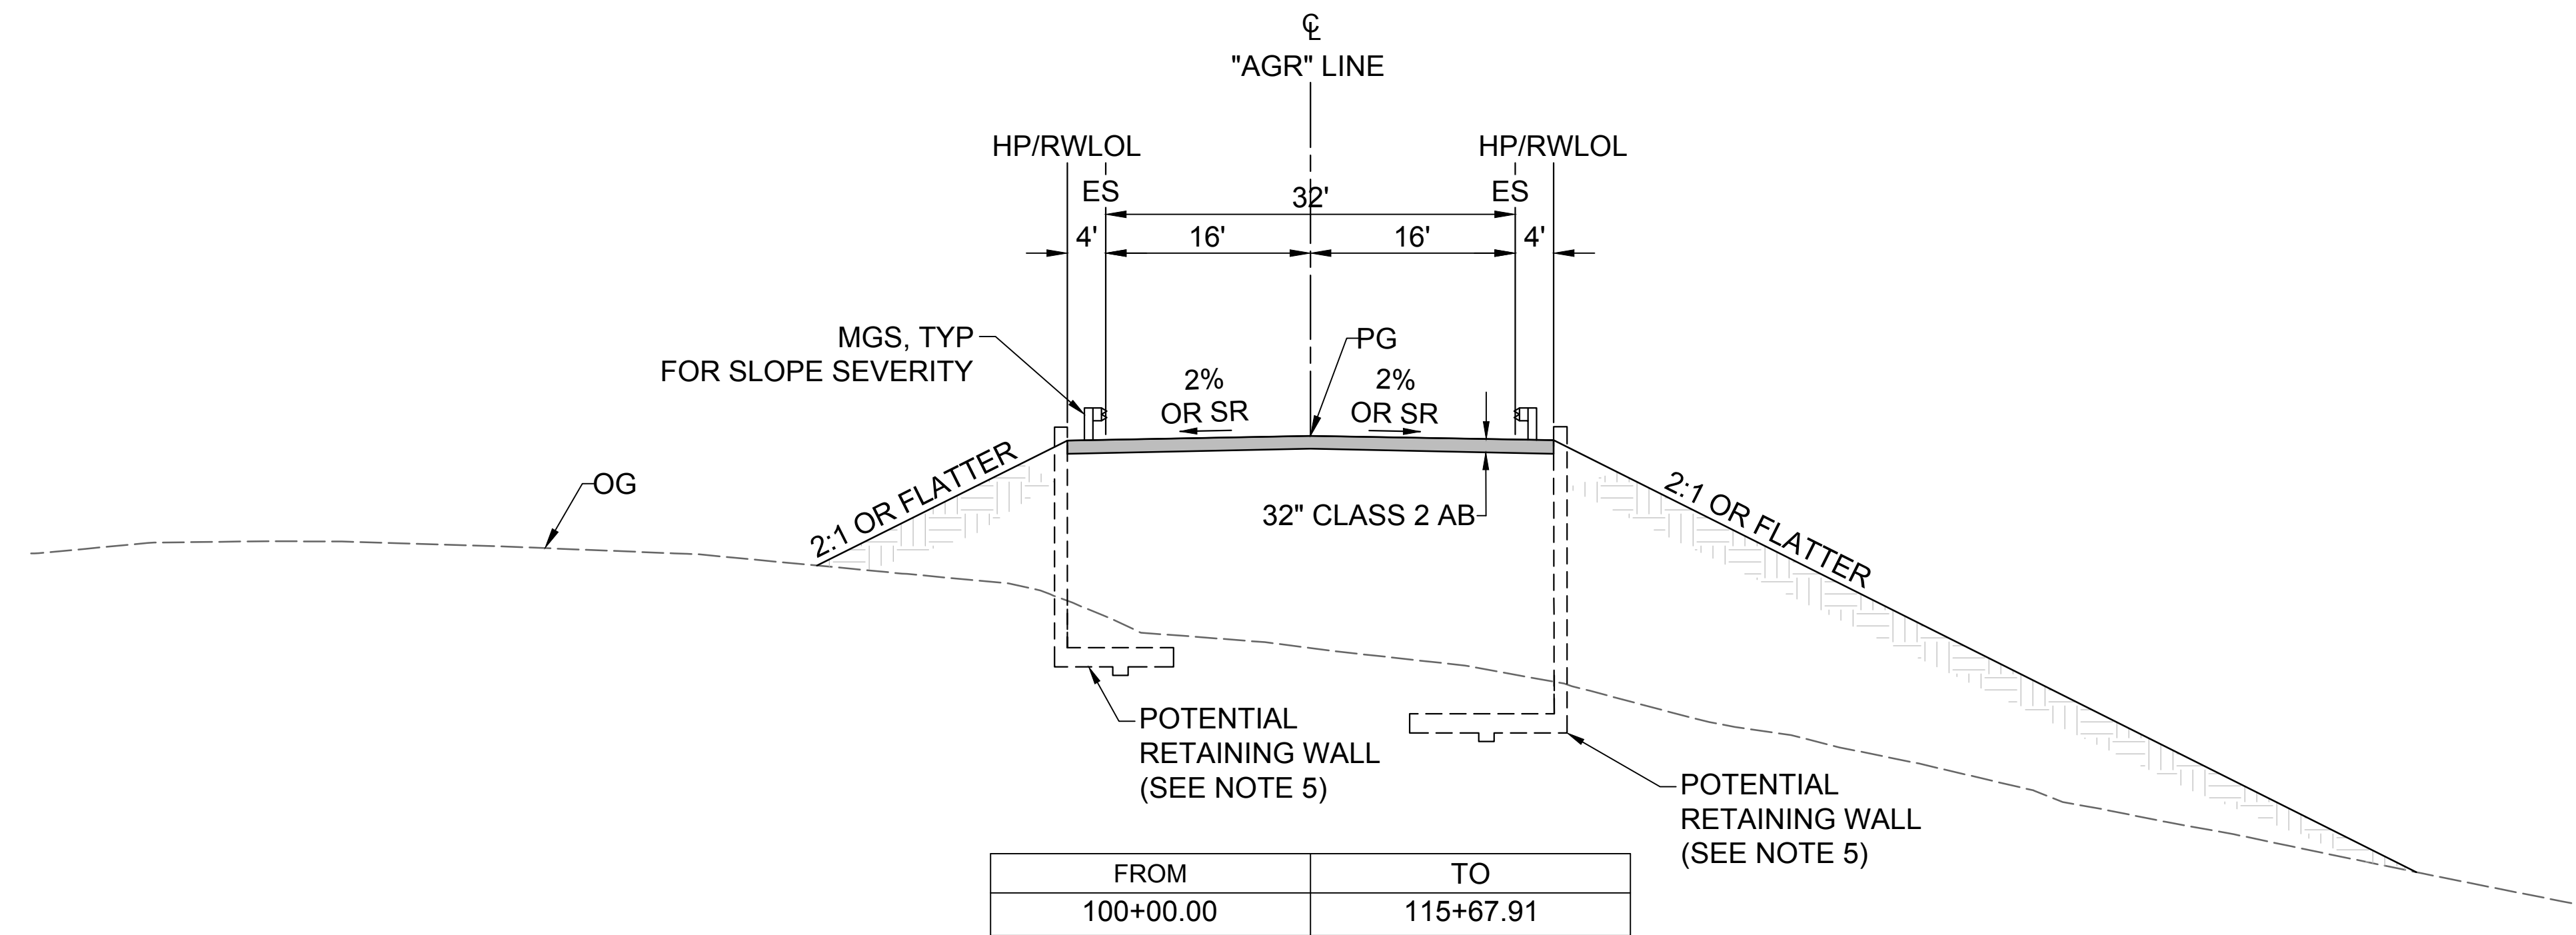 ℄
"AGR" LINE
HP/RWLOL
HP/RWLOL
ES
ES
32'
4'
16'
16'
4'
MGS, TYP
FOR SLOPE SEVERITY
PG
2%
OR SR
2%
OR SR
OG
2:1 OR FLATTER
2:1 OR FLATTER
32" CLASS 2 AB
POTENTIAL
RETAINING WALL
(SEE NOTE 5)
POTENTIAL
RETAINING WALL
(SEE NOTE 5)
FROM TO
100+00.00 115+67.91